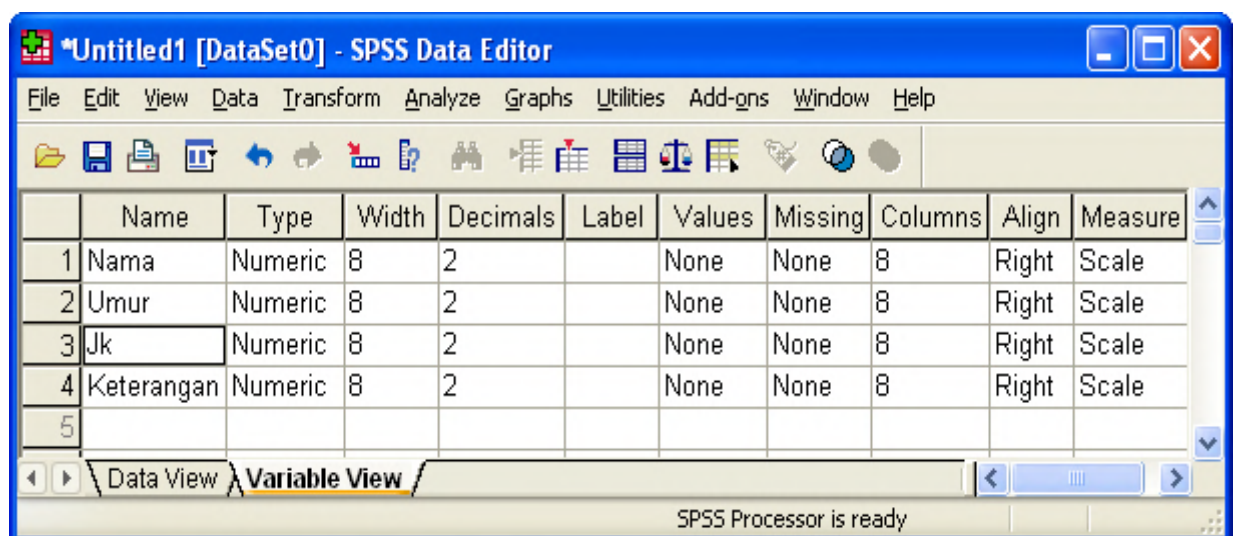 *Untitled1 [DataSet0] - SPSS Data Editor
File Edit View Data Transform Analyze Graphs Utilities Add-ons Window Help
Name Type Width Decimals Label Values Missing Columns Align Measure
1 Nama Numeric 8 2 None None 8 Right Scale
2 Umur Numeric 8 2 None None 8 Right Scale
3 Jk Numeric 8 2 None None 8 Right Scale
4 Keterangan Numeric 8 2 None None 8 Right Scale
5
Data View Variable View
SPSS Processor is ready